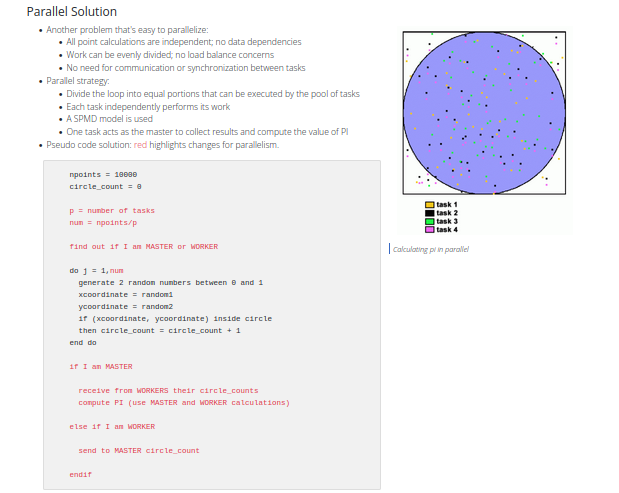 Parallel Solution
• Another problem that's easy to parallelize:
• All point calculations are independent; no data dependencies
• Work can be evenly divided; no load balance concerns
• No need for communication or synchronization between tasks
• Parallel strategy:
• Divide the loop into equal portions that can be executed by the pool of tasks
• Each task independently performs its work
• A SPMD model is used
• One task acts as the master to collect results and compute the value of PI
• Pseudo code solution: red highlights changes for parallelism.
npoints = 10000
circle_count = 0
p = number of tasks
num = npoints/p
find out if I am MASTER or WORKER
do j = 1,num
generate 2 random numbers between 0 and 1
xcoordinate = random1
ycoordinate = random2
if (xcoordinate, ycoordinate) inside circle
then circle_count = circle_count + 1
end do
if I am MASTER
receive from WORKERS their circle_counts
compute PI (use MASTER and WORKER calculations)
else if I am WORKER
send to MASTER circle_count
endif
task 1
task 2
task 3
task 4
Calculating pi in parallel